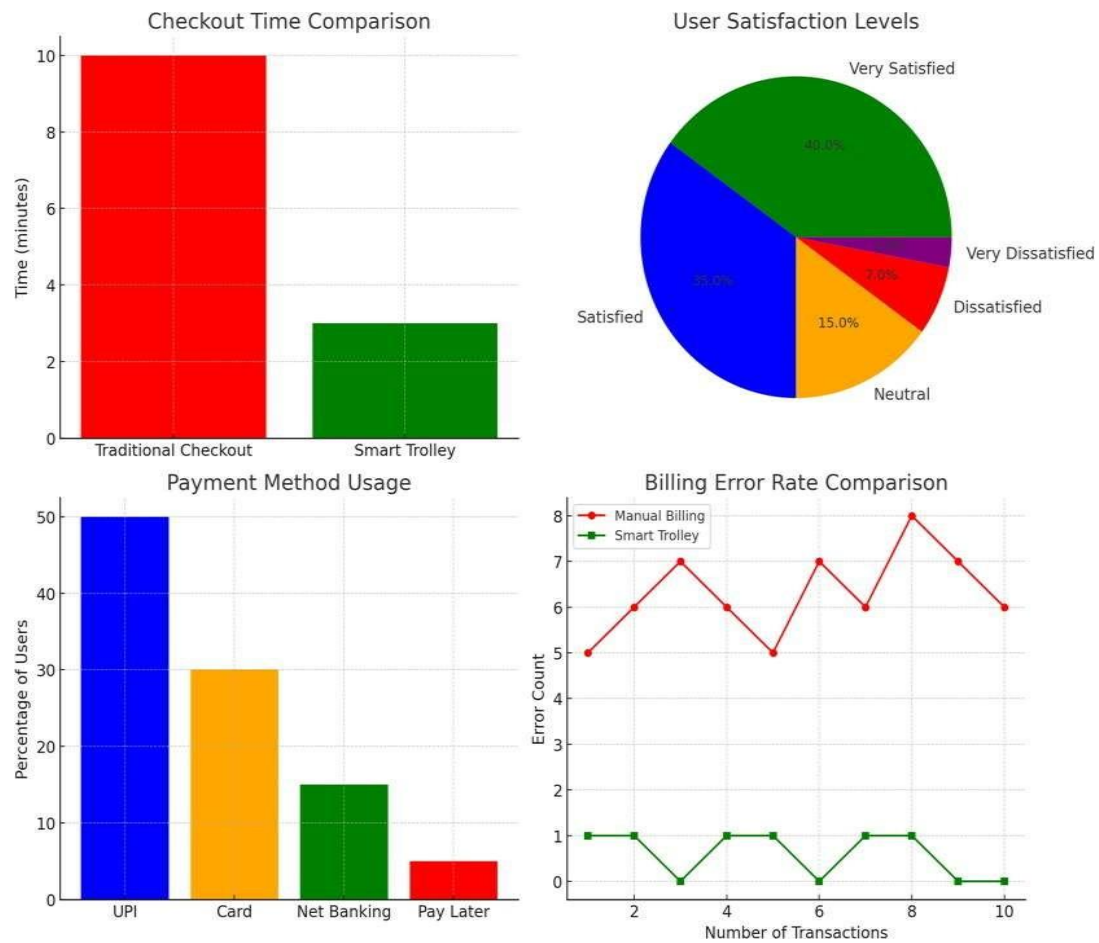 Checkout Time Comparison
10
8
6
4
2
0
Time (minutes)
Traditional Checkout
Smart Trolley
User Satisfaction Levels
Very Satisfied
40.0%
Satisfied
35.0%
Neutral
15.0%
Dissatisfied
7.0%
Very Dissatisfied
Payment Method Usage
50
40
30
20
10
0
Percentage of Users
UPI
Card
Net Banking
Pay Later
Billing Error Rate Comparison
Manual Billing
Smart Trolley
8
7
6
5
4
3
2
1
0
Error Count
2
4
6
8
10
Number of Transactions